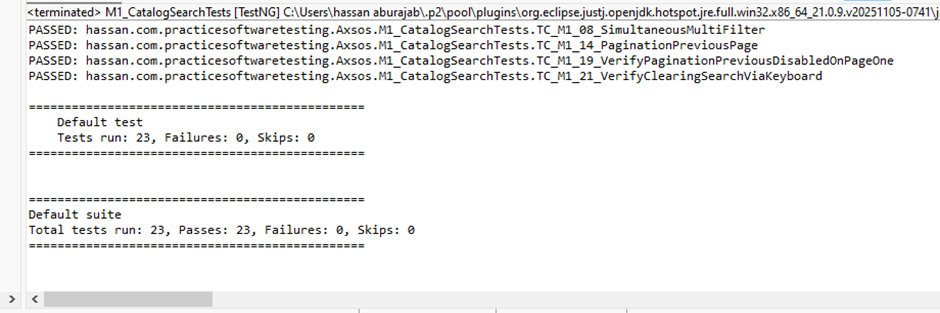 <terminated> M1_CatalogSearchTests [TestNG] C:\Users\hassan aburajab\.p2\pool\plugins\org.eclipse.justj.openjdk.hotspot.jre.full.win32.x86_64_21.0.9.v20251105-0741\j
PASSED: hassan.com.practicesoftwaretesting.Axsos.M1_CatalogSearchTests.TC_M1_08_SimultaneousMultiFilter
PASSED: hassan.com.practicesoftwaretesting.Axsos.M1_CatalogSearchTests.TC_M1_14_PaginationPreviousPage
PASSED: hassan.com.practicesoftwaretesting.Axsos.M1_CatalogSearchTests.TC_M1_19_VerifyPaginationPreviousDisabledOnPageOne
PASSED: hassan.com.practicesoftwaretesting.Axsos.M1_CatalogSearchTests.TC_M1_21_VerifyClearingSearchViaKeyboard
===============================================
Default test
Tests run: 23, Failures: 0, Skips: 0
===============================================
===============================================
Default suite
Total tests run: 23, Passes: 23, Failures: 0, Skips: 0
===============================================